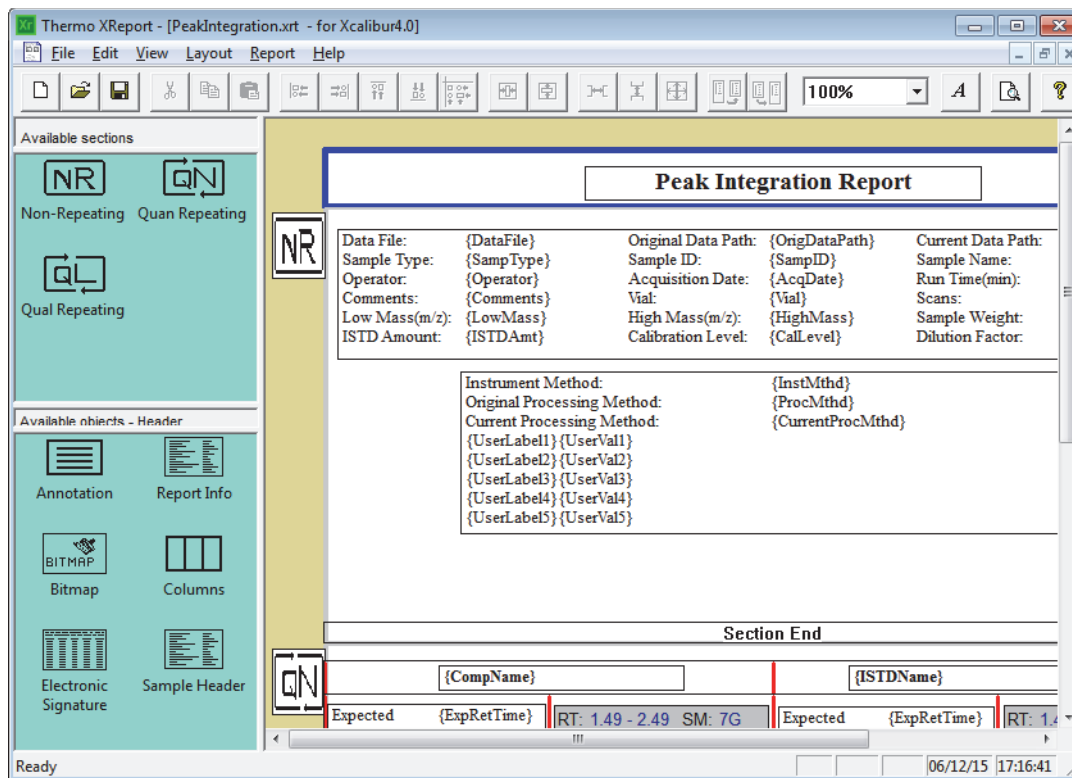 Xr Thermo XReport - [PeakIntegration.xrt - for Xcalibur4.0]
File Edit View Layout Report Help
100% A ?
Available sections
NR QN
Non-Repeating Quan Repeating
QL
Qual Repeating
Available objects - Header
Annotation Report Info
BITMAP
Bitmap Columns
Electronic Signature Sample Header
Peak Integration Report
NR
Data File: {DataFile} Original Data Path: {OrigDataPath} Current Data Path:
Sample Type: {SampType} Sample ID: {SampID} Sample Name:
Operator: {Operator} Acquisition Date: {AcqDate} Run Time(min):
Comments: {Comments} Vial: {Vial} Scans:
Low Mass(m/z): {LowMass} High Mass(m/z): {HighMass} Sample Weight:
ISTD Amount: {ISTDAmt} Calibration Level: {CalLevel} Dilution Factor:
Instrument Method: {InstMthd}
Original Processing Method: {ProcMthd}
Current Processing Method: {CurrentProcMthd}
{UserLabel1}{UserVal1}
{UserLabel2}{UserVal2}
{UserLabel3}{UserVal3}
{UserLabel4}{UserVal4}
{UserLabel5}{UserVal5}
Section End
QN
{CompName} {ISTDName}
Expected {ExpRetTime} RT: 1.49 - 2.49 SM: 7G Expected {ExpRetTime} RT: 1.4
Ready 06/12/15 17:16:41